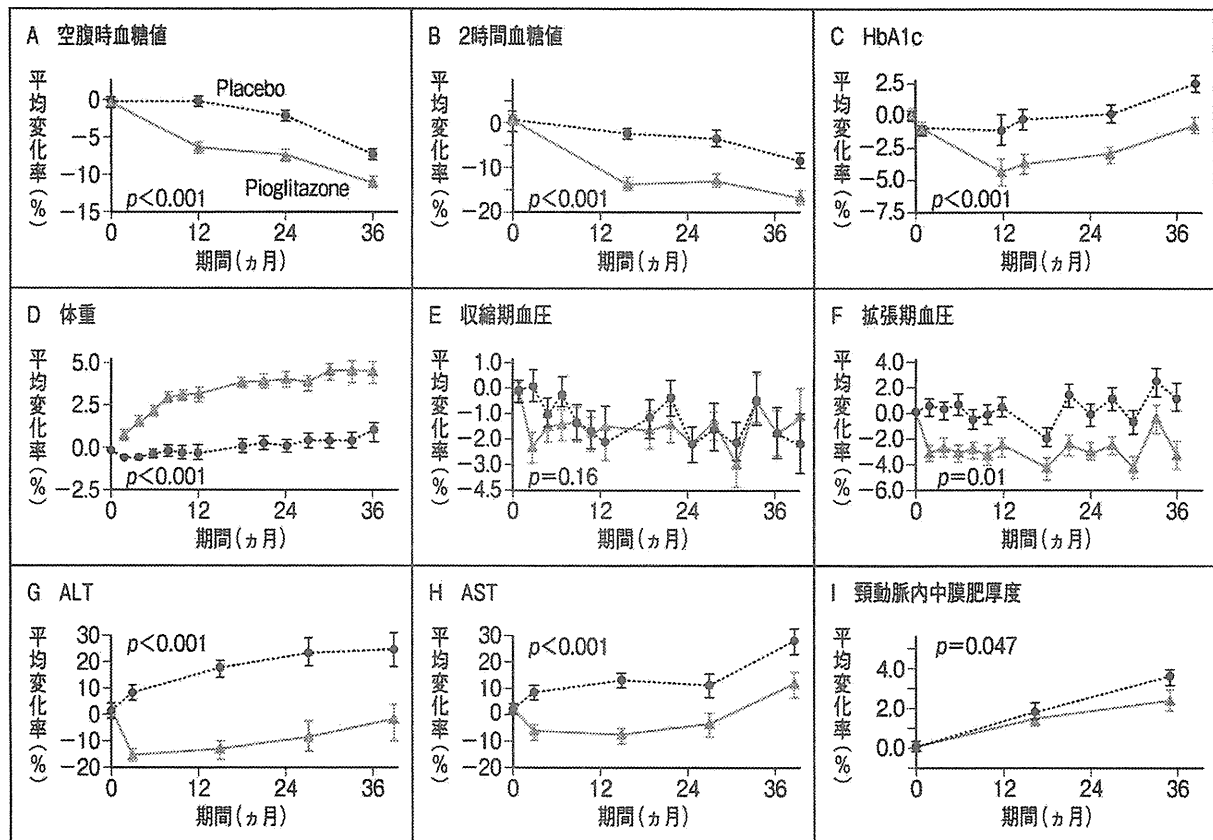 A 空腹時血糖値
平均変化率(%)
0
−5
−10
−15
Placebo
Pioglitazone
p<0.001
0 12 24 36
期間(ヵ月)
B 2時間血糖値
平均変化率(%)
0
−10
−20
p<0.001
0 12 24 36
期間(ヵ月)
C HbA1c
平均変化率(%)
2.5
0.0
−2.5
−5.0
−7.5
p<0.001
0 12 24 36
期間(ヵ月)
D 体重
平均変化率(%)
5.0
2.5
0.0
−2.5
p<0.001
0 12 24 36
期間(ヵ月)
E 収縮期血圧
平均変化率(%)
1.0
0.0
−1.0
−2.0
−3.0
−4.5
p=0.16
0 12 24 36
期間(ヵ月)
F 拡張期血圧
平均変化率(%)
4.0
2.0
0.0
−2.0
−4.0
−6.0
p=0.01
0 12 24 36
期間(ヵ月)
G ALT
平均変化率(%)
30
20
10
0
−10
−20
p<0.001
0 12 24 36
期間(ヵ月)
H AST
平均変化率(%)
30
20
10
0
−10
−20
p<0.001
0 12 24 36
期間(ヵ月)
I 頸動脈内中膜肥厚度
平均変化率(%)
4.0
2.0
0.0
p=0.047
0 12 24 36
期間(ヵ月)